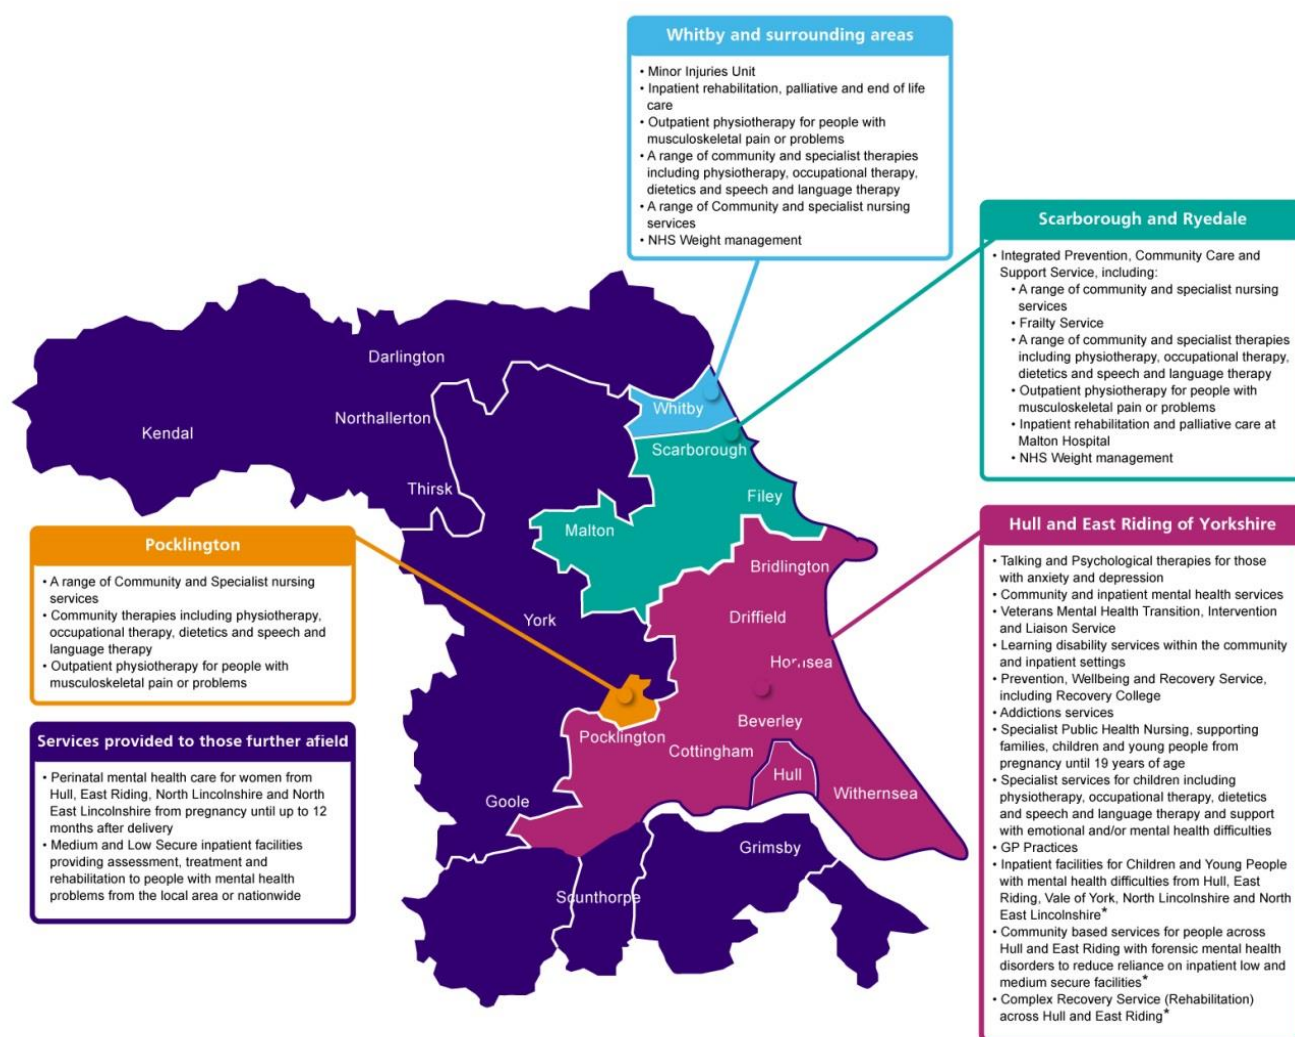 Whitby and surrounding areas
• Minor Injuries Unit
• Inpatient rehabilitation, palliative and end of life
care
• Outpatient physiotherapy for people with
musculoskeletal pain or problems
• A range of community and specialist therapies
including physiotherapy, occupational therapy,
dietetics and speech and language therapy
• A range of Community and specialist nursing
services
• NHS Weight management
Scarborough and Ryedale
• Integrated Prevention, Community Care and
Support Service, including:
• A range of community and specialist nursing
services
• Frailty Service
• A range of community and specialist therapies
including physiotherapy, occupational therapy,
dietetics and speech and language therapy
• Outpatient physiotherapy for people with
musculoskeletal pain or problems
• Inpatient rehabilitation and palliative care at
Malton Hospital
• NHS Weight management
Darlington
Northallerton
Kendal
Thirsk
Whitby
Scarborough
Filey
Malton
Bridlington
Driffield
York
Hornsea
Beverley
Pocklington
Cottingham
Hull
Withernsea
Goole
Grimsby
Scunthorpe
Pocklington
• A range of Community and Specialist nursing
services
• Community therapies including physiotherapy,
occupational therapy, dietetics and speech and
language therapy
• Outpatient physiotherapy for people with
musculoskeletal pain or problems
Services provided to those further afield
• Perinatal mental health care for women from
Hull, East Riding, North Lincolnshire and North
East Lincolnshire from pregnancy until up to 12
months after delivery
• Medium and Low Secure inpatient facilities
providing assessment, treatment and
rehabilitation to people with mental health
problems from the local area or nationwide
Hull and East Riding of Yorkshire
• Talking and Psychological therapies for those
with anxiety and depression
• Community and inpatient mental health services
• Veterans Mental Health Transition, Intervention
and Liaison Service
• Learning disability services within the community
and inpatient settings
• Prevention, Wellbeing and Recovery Service,
including Recovery College
• Addictions services
• Specialist Public Health Nursing, supporting
families, children and young people from
pregnancy until 19 years of age
• Specialist services for children including
physiotherapy, occupational therapy, dietetics
and speech and language therapy and support
with emotional and/or mental health difficulties
• GP Practices
• Inpatient facilities for Children and Young People
with mental health difficulties from Hull, East
Riding, Vale of York, North Lincolnshire and North
East Lincolnshire*
• Community based services for people across
Hull and East Riding with forensic mental health
disorders to reduce reliance on inpatient low and
medium secure facilities*
• Complex Recovery Service (Rehabilitation)
across Hull and East Riding*